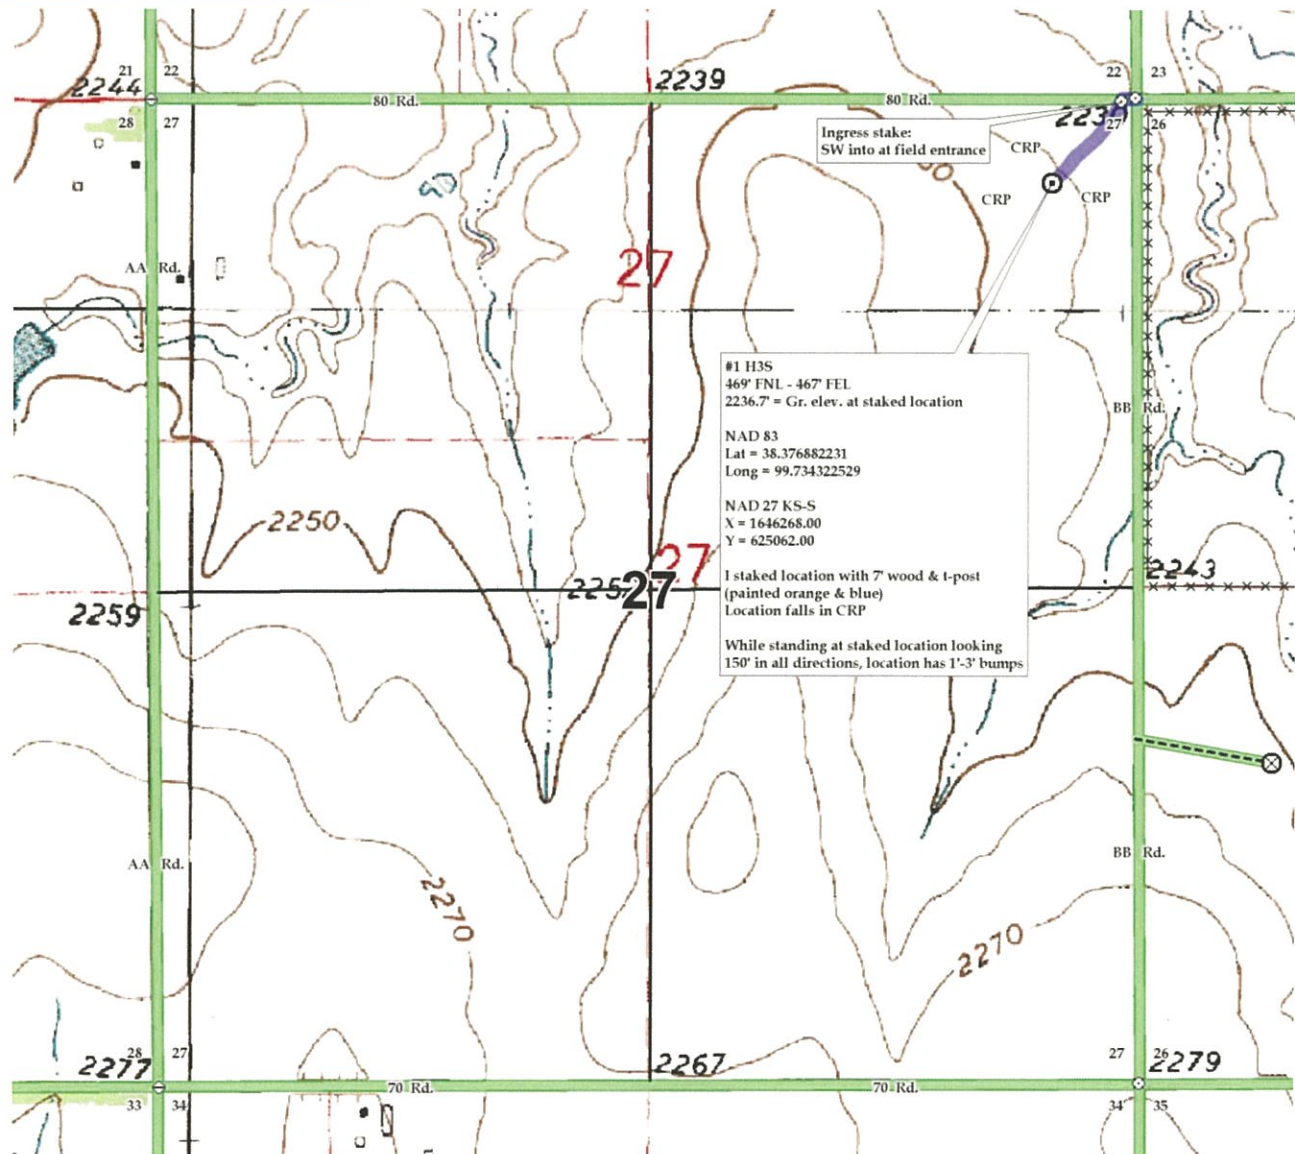 21 22
2244
28 27
80 Rd.
2239
80 Rd.
22 23
27 26
Ingress stake:
SW into at field entrance
CRP
CRP
CRP
AA Rd.
27
#1 H3S
469' FNL - 467' FEL
2236.7' = Gr. elev. at staked location
NAD 83
Lat = 38.376882231
Long = 99.734322529
NAD 27 KS-S
X = 1646268.00
Y = 625062.00
I staked location with 7' wood & t-post
(painted orange & blue)
Location falls in CRP
While standing at staked location looking
150' in all directions, location has 1'-3' bumps
BB Rd.
2250
27
27
2243
2259
AA Rd.
BB Rd.
2270
2270
28 27
2277
2267
27 26
2279
70 Rd.
70 Rd.
33 34
34 35